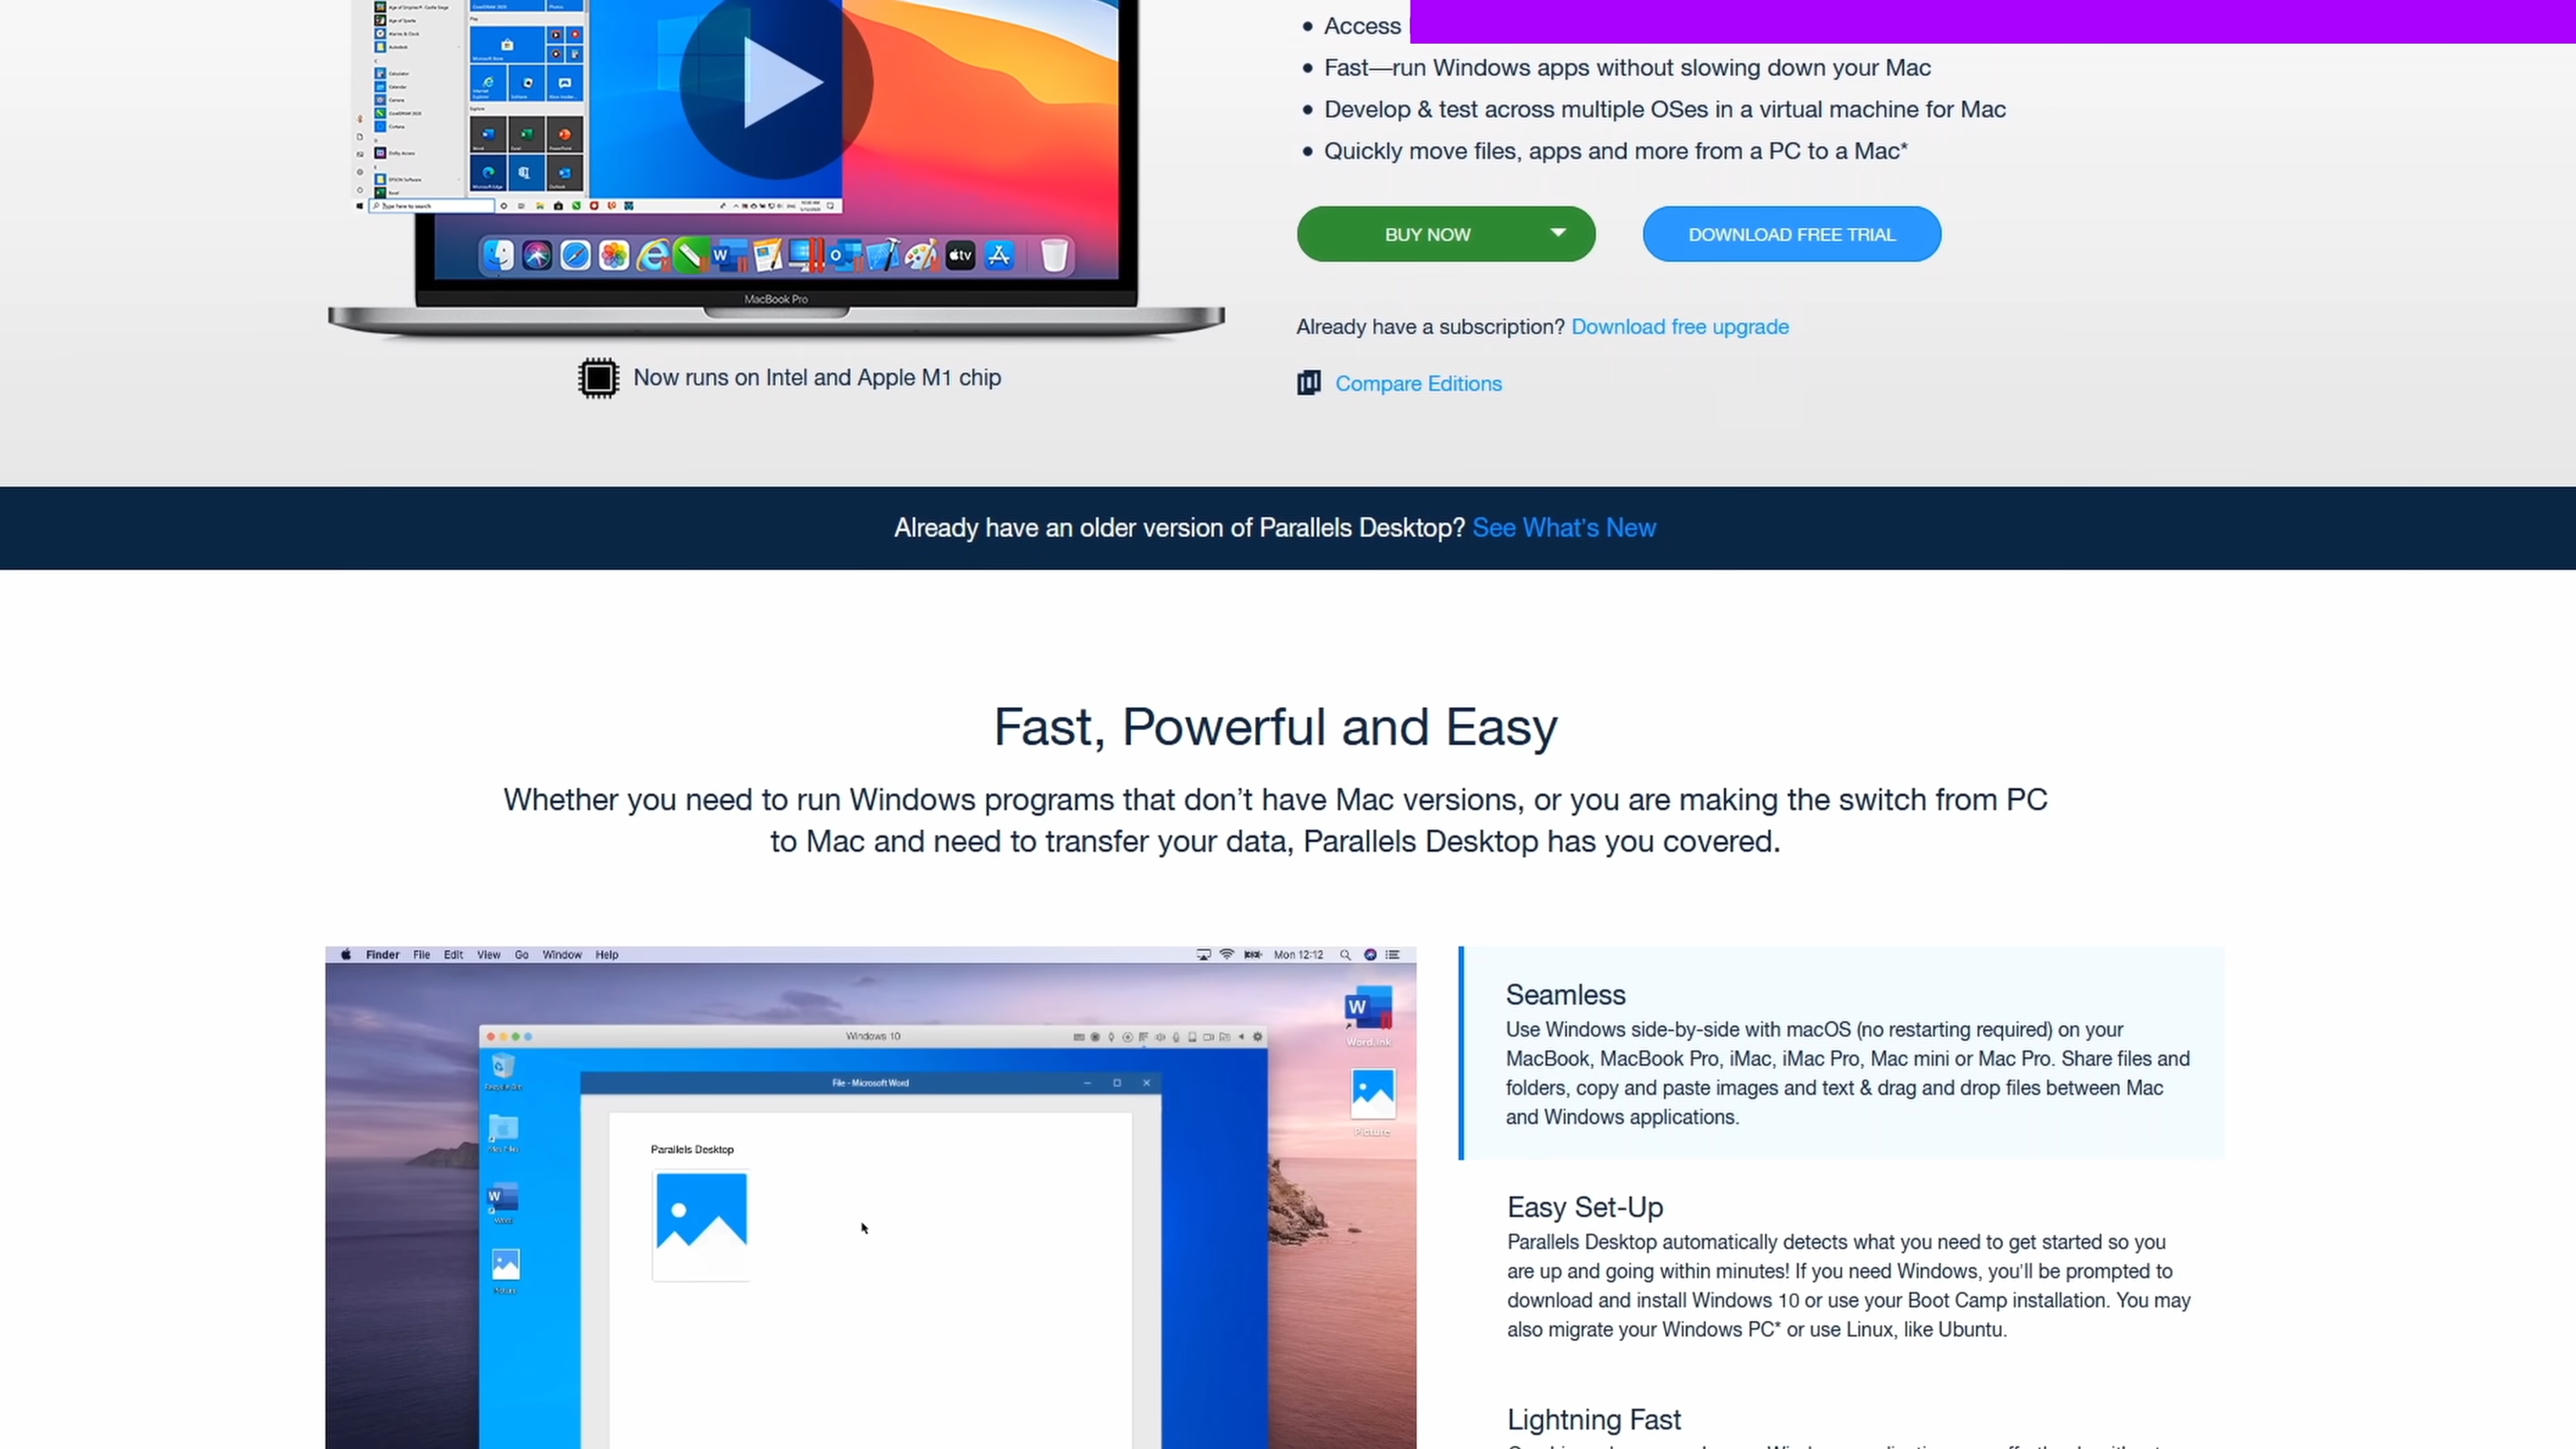 Access
Fast—run Windows apps without slowing down your Mac
Develop & test across multiple OSes in a virtual machine for Mac
Quickly move files, apps and more from a PC to a Mac*
Type here to search
BUY NOW
DOWNLOAD FREE TRIAL
MacBook Pro
Already have a subscription? Download free upgrade
Now runs on Intel and Apple M1 chip
Compare Editions
Already have an older version of Parallels Desktop? See What's New
Fast, Powerful and Easy
Whether you need to run Windows programs that don’t have Mac versions, or you are making the switch from PC
to Mac and need to transfer your data, Parallels Desktop has you covered.
Finder File Edit View Go Window Help
Mon 12:12
Windows 10
Recycle Bin
File - Microsoft Word
Word.lnk
Picture
Parallels Desktop
Seamless
Use Windows side-by-side with macOS (no restarting required) on your
MacBook, MacBook Pro, iMac, iMac Pro, Mac mini or Mac Pro. Share files and
folders, copy and paste images and text & drag and drop files between Mac
and Windows applications.
Easy Set-Up
Parallels Desktop automatically detects what you need to get started so you
are up and going within minutes! If you need Windows, you'll be prompted to
download and install Windows 10 or use your Boot Camp installation. You may
also migrate your Windows PC* or use Linux, like Ubuntu.
Lightning Fast